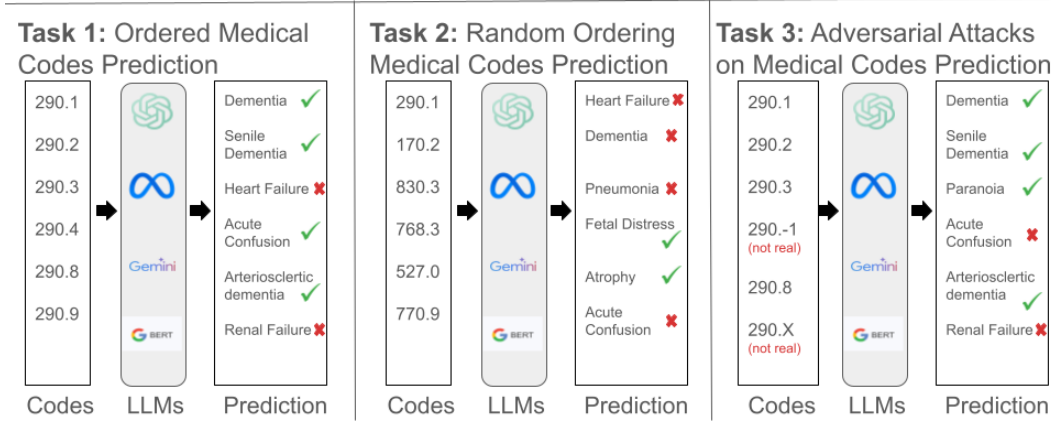 Task 1: Ordered Medical
Codes Prediction
290.1
290.2
290.3
290.4
290.8
290.9
Gemini
G BERT
Dementia
Senile
Dementia
Heart Failure
Acute
Confusion
Arteriosclertic
dementia
Renal Failure
Codes
LLMs
Prediction
Task 2: Random Ordering
Medical Codes Prediction
290.1
170.2
830.3
768.3
527.0
770.9
Gemini
G BERT
Heart Failure
Dementia
Pneumonia
Fetal Distress
Atrophy
Acute
Confusion
Codes
LLMs
Prediction
Task 3: Adversarial Attacks
on Medical Codes Prediction
290.1
290.2
290.3
290.-1
(not real)
290.8
290.X
(not real)
Gemini
G BERT
Dementia
Senile
Dementia
Paranoia
Acute
Confusion
Arteriosclertic
dementia
Renal Failure
Codes
LLMs
Prediction